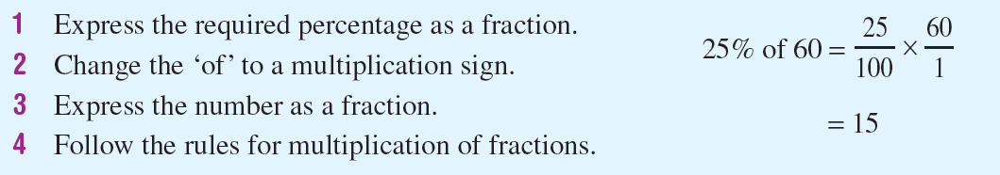 1 Express the required percentage as a fraction.
2 Change the ‘of’ to a multiplication sign.
3 Express the number as a fraction.
4 Follow the rules for multiplication of fractions.
25% of 60 = 25/100 × 60/1
= 15